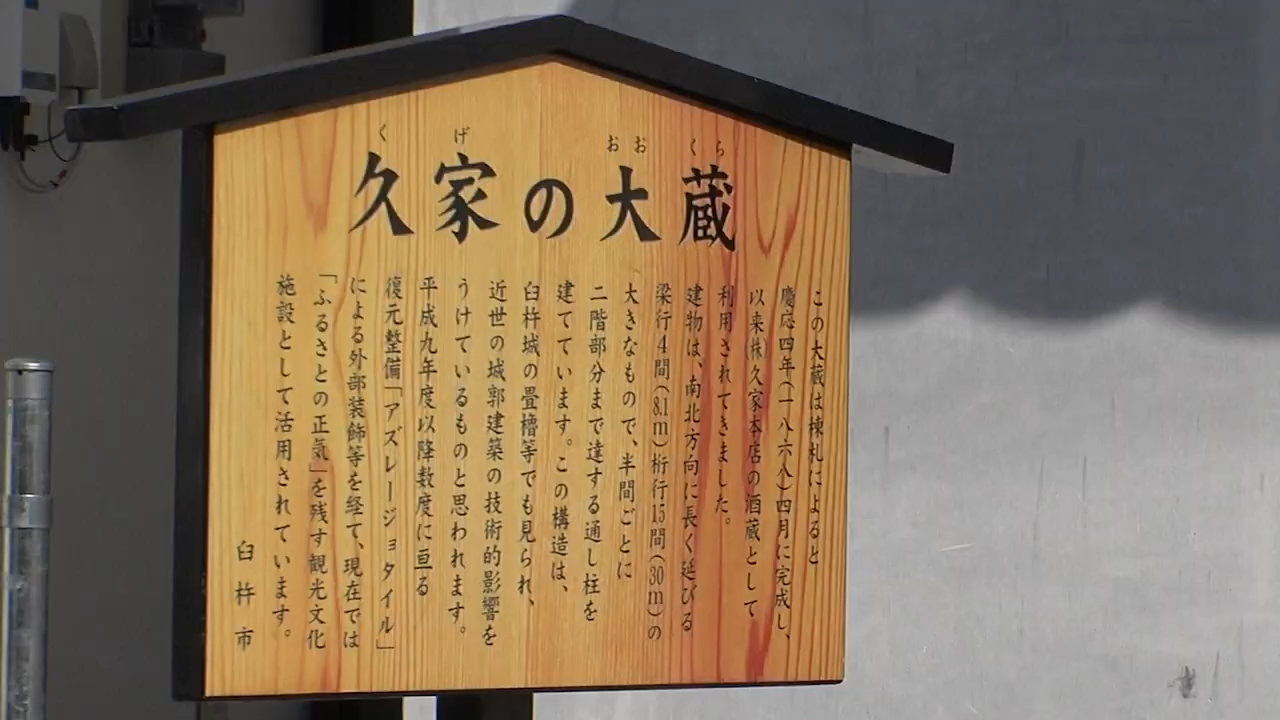 くげ おおくら
久家の大蔵
この大蔵は棟札によると
慶応四年(一八六八)四月に完成し、
以来㈱久家本店の酒蔵として
利用されてきました。
建物は、南北方向に長く延びる
梁行4間(8.1m)桁行15間(30m)の
大きなもので、半間ごとに
二階部分まで達する通し柱を
建てています。この構造は、
臼杵城の畳櫓等でも見られ、
近世の城郭建築の技術的影響を
うけているものと思われます。
平成九年度以降数度に亘る
復元整備「アズレージョタイル」
による外部装飾等を経て、現在では
「ふるさとの正氣」を残す観光文化
施設として活用されています。
臼杵市